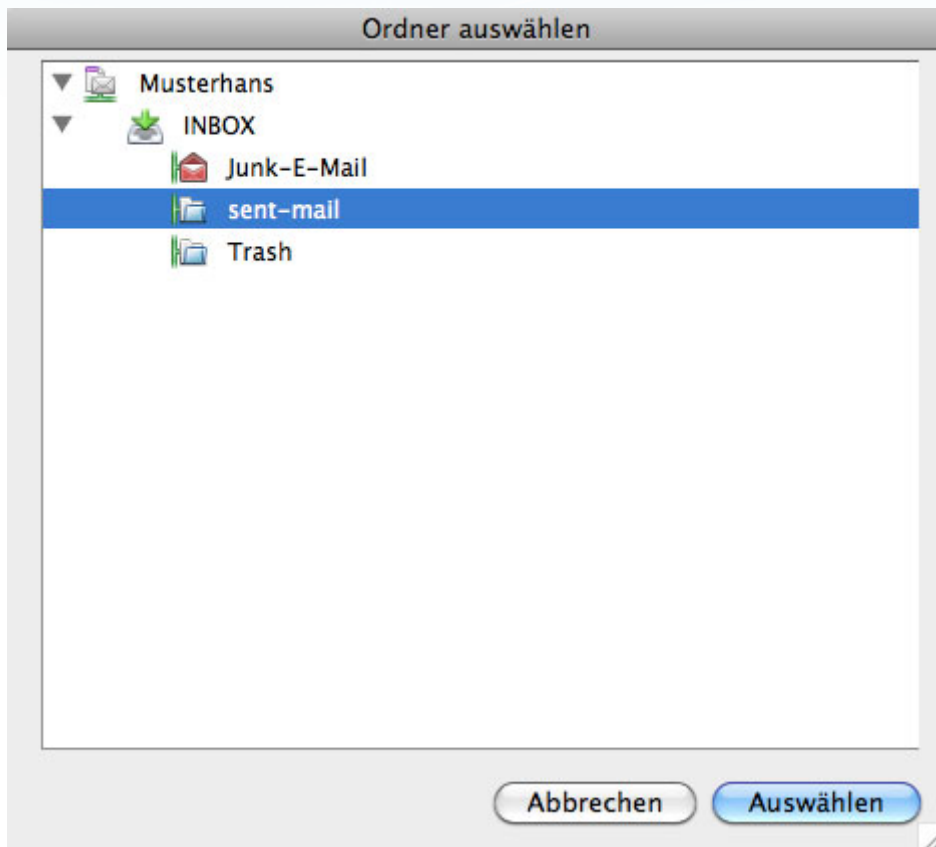 Ordner auswählen
Musterhans
INBOX
Junk-E-Mail
sent-mail
Trash
Abbrechen Auswählen